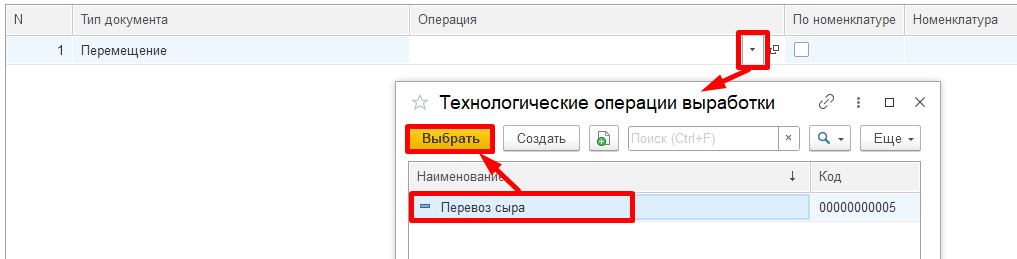 N Тип документа Операция По номенклатуре Номенклатура
1 Перемещение
Технологические операции выработки
Выбрать Создать Поиск (Ctrl+F) × Еще
Наименование ↓ Код
Перевоз сыра 00000000005